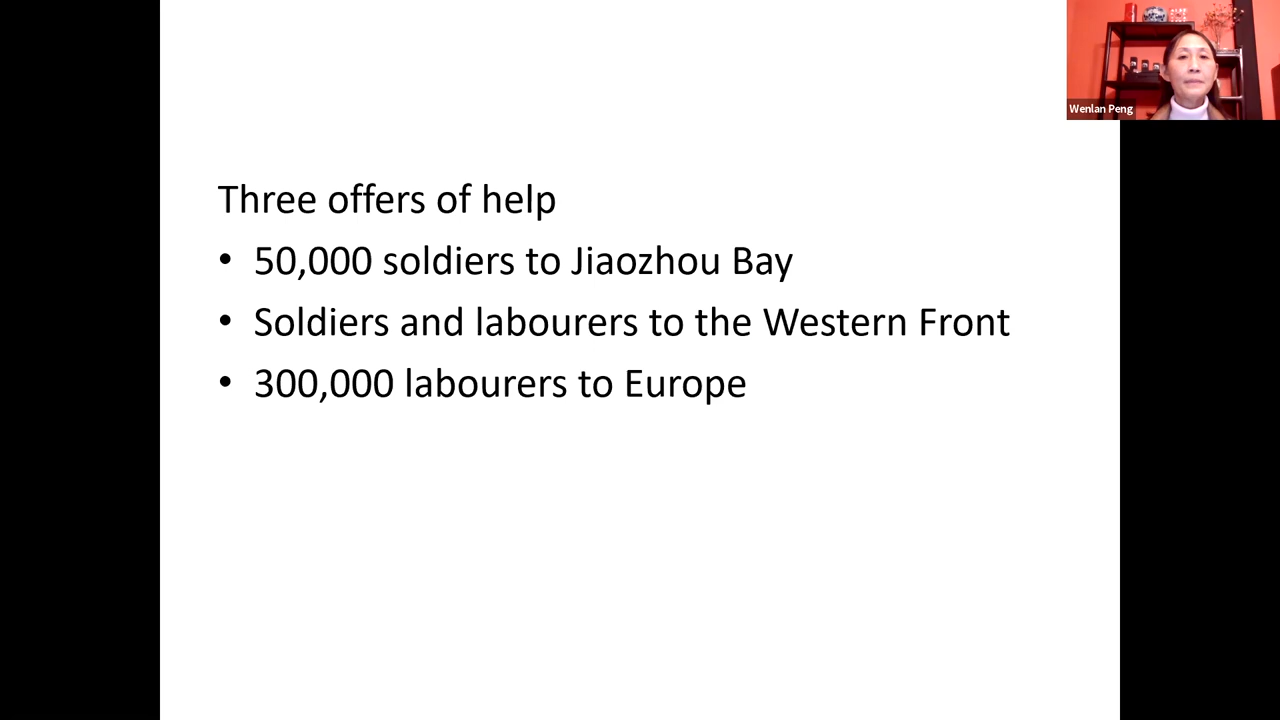 Wenlan Peng
Three offers of help
• 50,000 soldiers to Jiaozhou Bay
• Soldiers and labourers to the Western Front
• 300,000 labourers to Europe